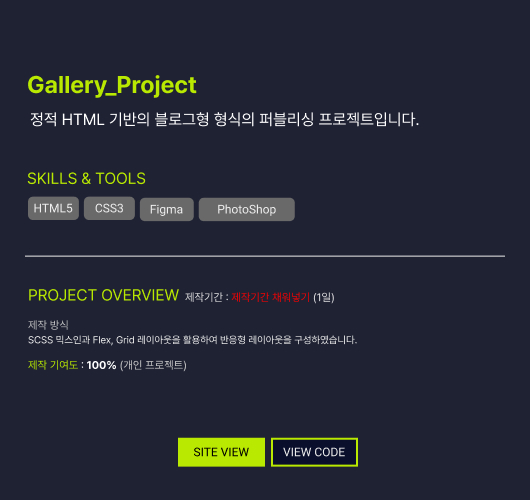 Gallery_Project
정적 HTML 기반의 블로그형 형식의 퍼블리싱 프로젝트입니다.
SKILLS & TOOLS
HTML5 CSS3 Figma PhotoShop
PROJECT OVERVIEW 제작기간 : 제작기간 채워넣기 (1일)
제작 방식
SCSS 믹스인과 Flex, Grid 레이아웃을 활용하여 반응형 레이아웃을 구성하였습니다.
제작 기여도 : 100% (개인 프로젝트)
SITE VIEW VIEW CODE